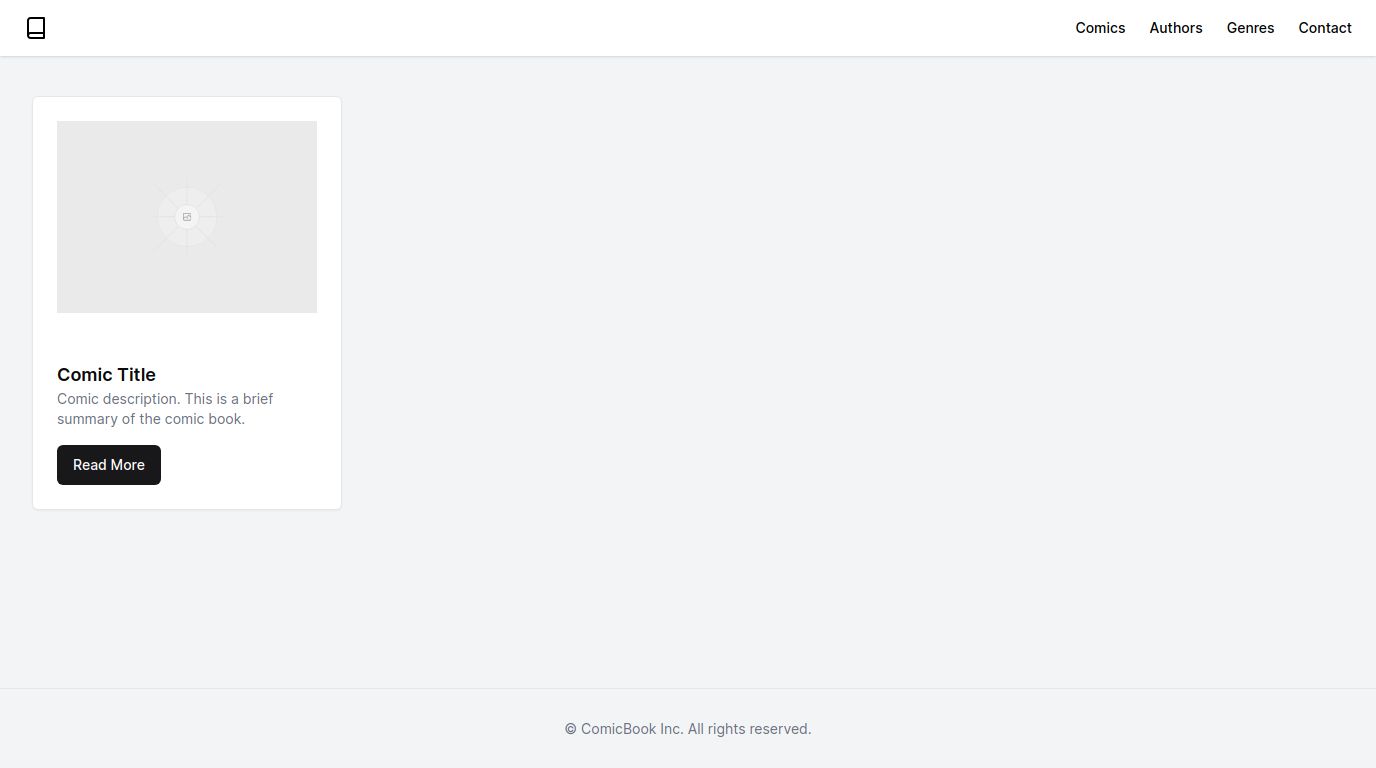 Comics Authors Genres Contact
Comic Title
Comic description. This is a brief
summary of the comic book.
Read More
© ComicBook Inc. All rights reserved.